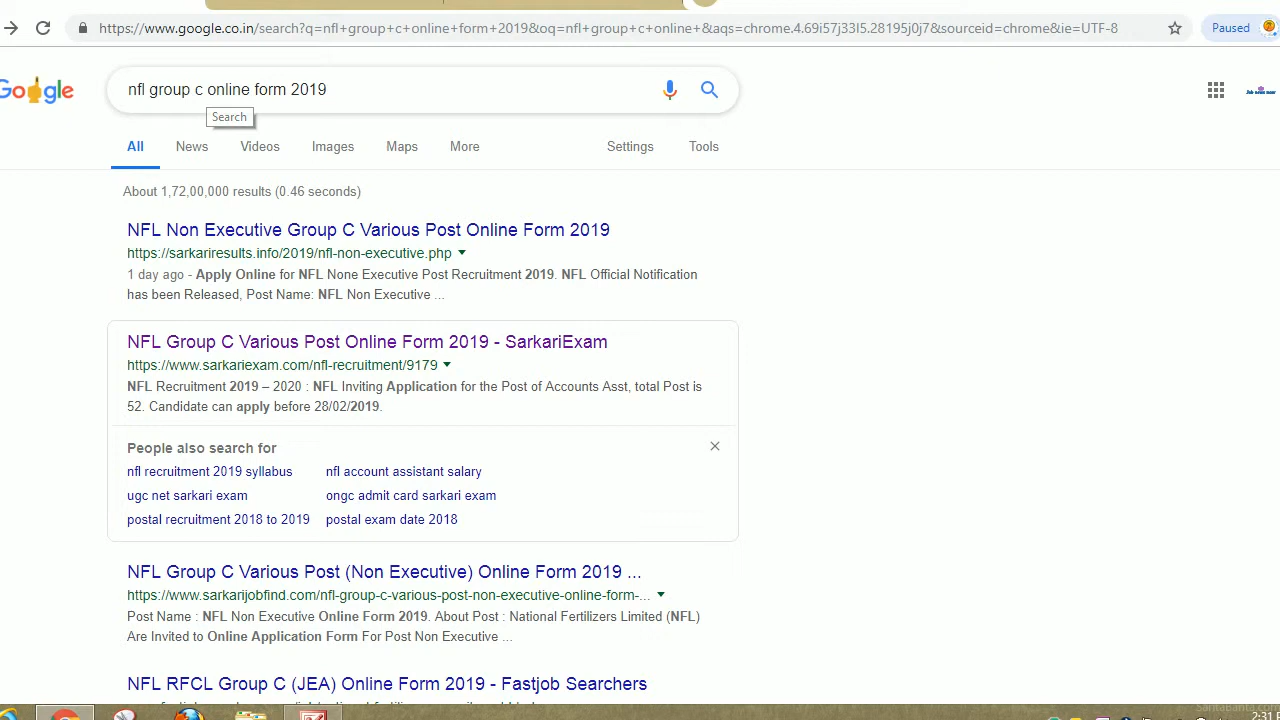 https://www.google.co.in/search?q=nfl+group+c+online+form+2019&oq=nfl+group+c+online+&aqs=chrome.4.69i57j33l5.28195j0j7&sourceid=chrome&ie=UTF-8
Paused
Google
nfl group c online form 2019
Search
All News Videos Images Maps More Settings Tools
About 1,72,00,000 results (0.46 seconds)
NFL Non Executive Group C Various Post Online Form 2019
https://sarkariresults.info/2019/nfl-non-executive.php
1 day ago - Apply Online for NFL None Executive Post Recruitment 2019. NFL Official Notification
has been Released, Post Name: NFL Non Executive ...
NFL Group C Various Post Online Form 2019 - SarkariExam
https://www.sarkariexam.com/nfl-recruitment/9179
NFL Recruitment 2019 – 2020 : NFL Inviting Application for the Post of Accounts Asst, total Post is
52. Candidate can apply before 28/02/2019.
People also search for
nfl recruitment 2019 syllabus nfl account assistant salary
ugc net sarkari exam ongc admit card sarkari exam
postal recruitment 2018 to 2019 postal exam date 2018
NFL Group C Various Post (Non Executive) Online Form 2019 ...
https://www.sarkarijobfind.com/nfl-group-c-various-post-non-executive-online-form-...
Post Name : NFL Non Executive Online Form 2019. About Post : National Fertilizers Limited (NFL)
Are Invited to Online Application Form For Post Non Executive ...
NFL RFCL Group C (JEA) Online Form 2019 - Fastjob Searchers
Santabanta.com
2:31